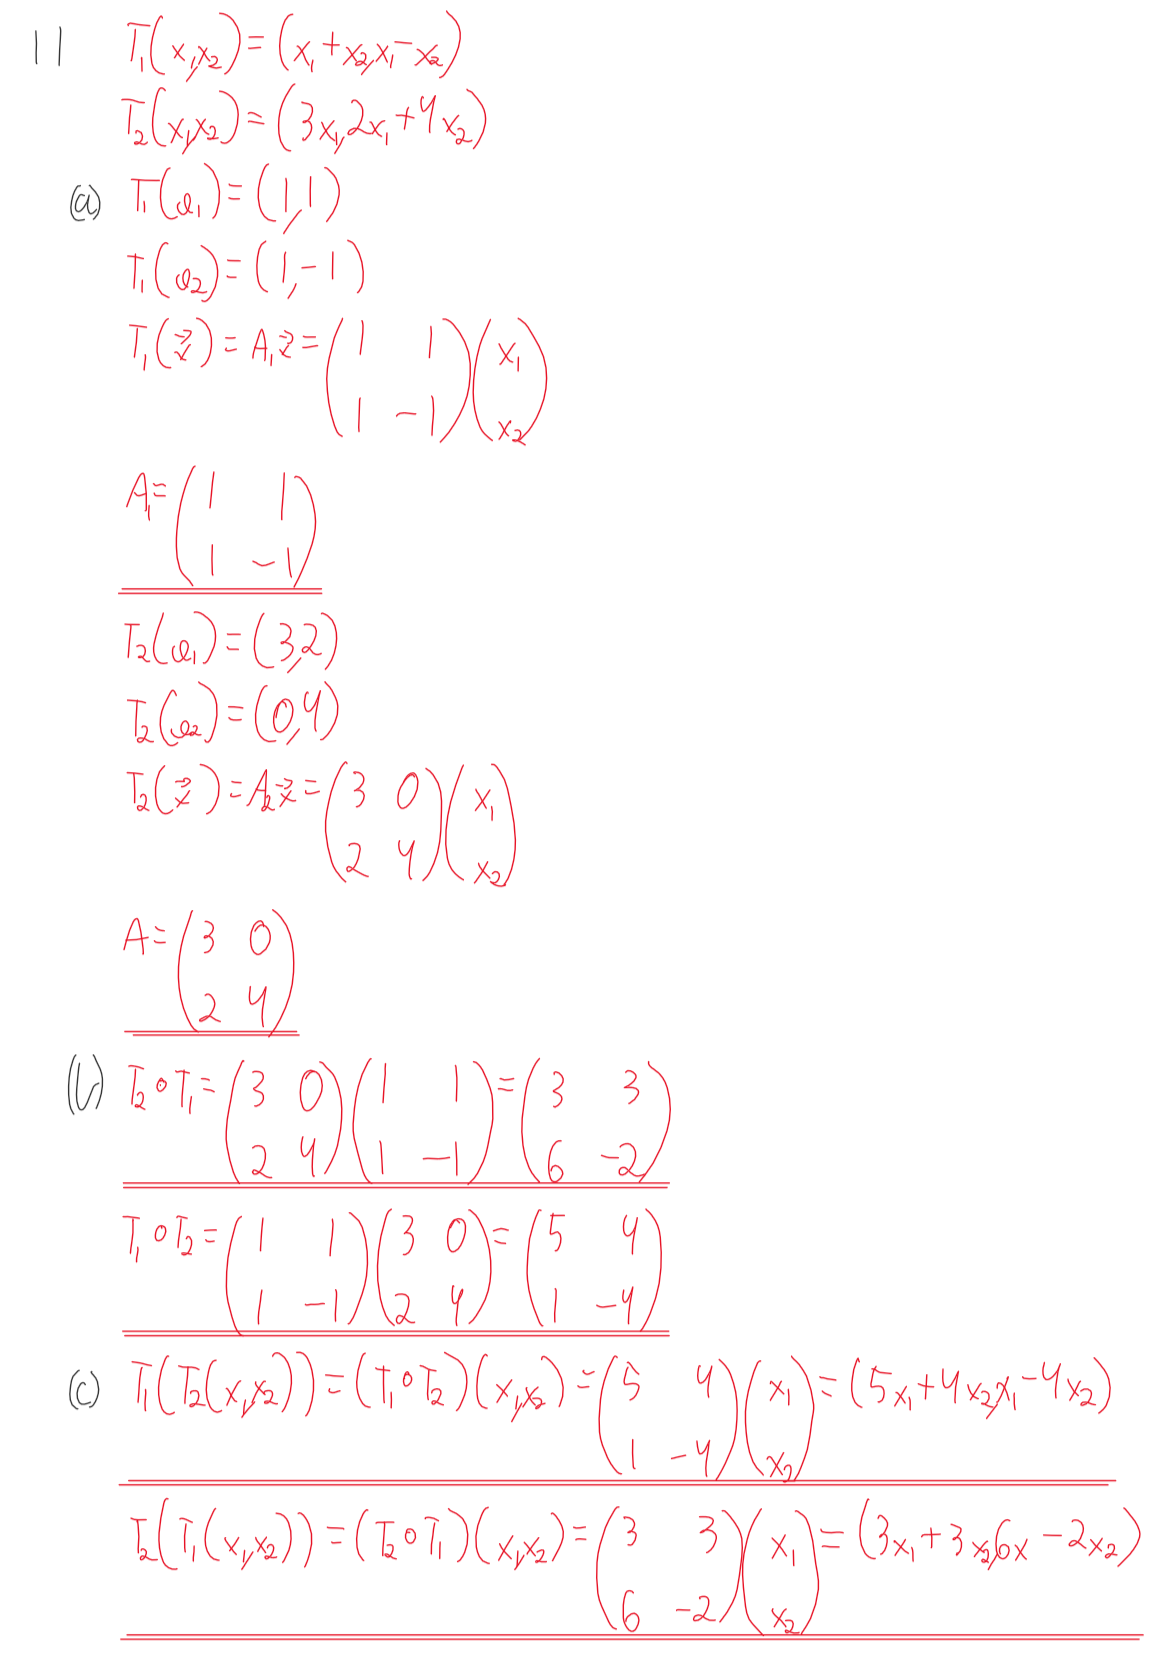 11 T₁(x₁,x₂)=(x₁+x₂,x₁-x₂)
T₂(x₁,x₂)=(3x₁,2x₁+4x₂)
(a) T₁(e₁)=(1,1)
T₁(e₂)=(1,-1)
T₁(x⃗)=A₁x⃗=(1 1; 1 -1)(x₁; x₂)
A₁=(1 1; 1 -1)
T₂(e₁)=(3,2)
T₂(e₂)=(0,4)
T₂(x⃗)=A₂x⃗=(3 0; 2 4)(x₁; x₂)
A=(3 0; 2 4)
(b) T₂∘T₁=(3 0; 2 4)(1 1; 1 -1)=(3 3; 6 -2)
T₁∘T₂=(1 1; 1 -1)(3 0; 2 4)=(5 4; 1 -4)
(c) T₁(T₂(x₁,x₂))=(T₁∘T₂)(x₁,x₂)=(5 4; 1 -4)(x₁; x₂)=(5x₁+4x₂,x₁-4x₂)
T₂(T₁(x₁,x₂))=(T₂∘T₁)(x₁,x₂)=(3 3; 6 -2)(x₁; x₂)=(3x₁+3x₂,6x-2x₂)